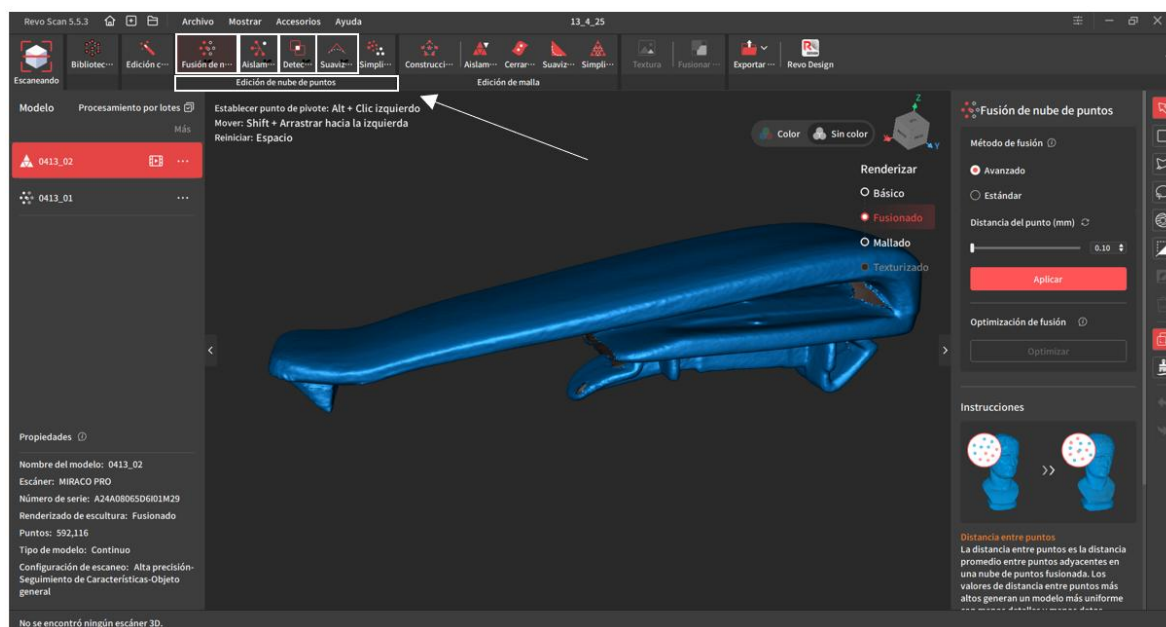 Revo Scan 5.5.3
Archivo Mostrar Accesorios Ayuda
13_4_25
Escaneando
Bibliotec···
Edición c···
Fusión de n···
Aislam···
Detec···
Suaviz···
Simpli···
Construcci···
Aislam···
Cerrar···
Suaviz···
Simpli···
Textura
Fusionar···
Exportar···
Revo Design
Edición de nube de puntos
Edición de malla
Modelo
Procesamiento por lotes
Más
0413_02
0413_01
Establecer punto de pivote: Alt + Clic izquierdo
Mover: Shift + Arrastrar hacia la izquierda
Reiniciar: Espacio
Color
Sin color
Z
Y
Renderizar
Básico
Fusionado
Mallado
Texturizado
Fusión de nube de puntos
Método de fusión
Avanzado
Estándar
Distancia del punto (mm)
0.10
Aplicar
Optimización de fusión
Optimizar
Instrucciones
Distancia entre puntos
La distancia entre puntos es la distancia
promedio entre puntos adyacentes en
una nube de puntos fusionada. Los
valores de distancia entre puntos más
altos generan un modelo más uniforme
con menos detalles y menos datos
Propiedades
Nombre del modelo: 0413_02
Escáner: MIRACO PRO
Número de serie: A24A08065D6I01M29
Renderizado de escultura: Fusionado
Puntos: 592,116
Tipo de modelo: Continuo
Configuración de escaneo: Alta precisión-
Seguimiento de Características-Objeto
general
No se encontró ningún escáner 3D.